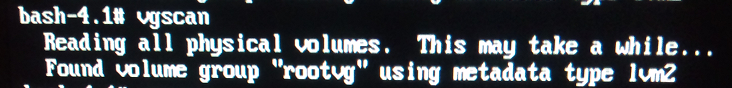 bash-4.1# vgscan
Reading all physical volumes. This may take a while...
Found volume group "rootvg" using metadata type lvm2